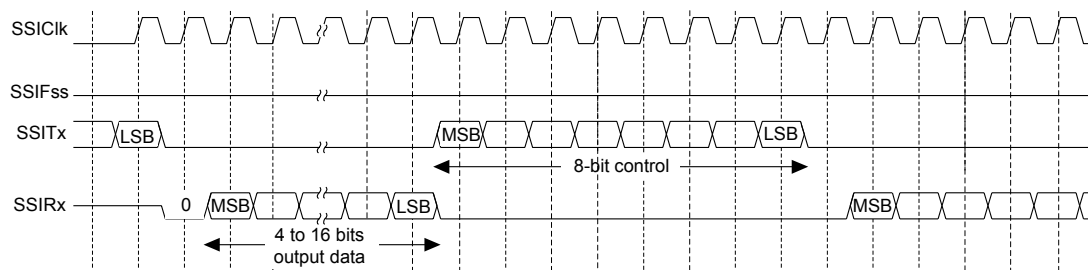 SSIClk
SSIFss
SSITx
LSB
MSB
LSB
8-bit control
SSIRx
0
MSB
LSB
MSB
4 to 16 bits
output data